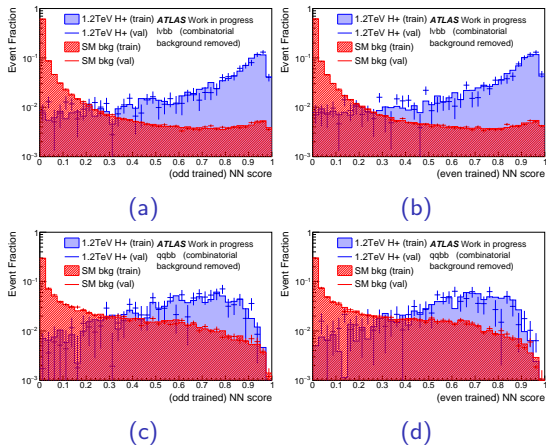 Event Fraction
1
10⁻¹
10⁻²
10⁻³
1.2TeV H+ (train)
1.2TeV H+ (val)
SM bkg (train)
SM bkg (val)
ATLAS Work in progress
lvbb (combinatorial
background removed)
0 0.1 0.2 0.3 0.4 0.5 0.6 0.7 0.8 0.9 1
(odd trained) NN score
(a)
Event Fraction
1
10⁻¹
10⁻²
10⁻³
1.2TeV H+ (train)
1.2TeV H+ (val)
SM bkg (train)
SM bkg (val)
ATLAS Work in progress
lvbb (combinatorial
background removed)
0 0.1 0.2 0.3 0.4 0.5 0.6 0.7 0.8 0.9 1
(even trained) NN score
(b)
Event Fraction
1
10⁻¹
10⁻²
10⁻³
1.2TeV H+ (train)
1.2TeV H+ (val)
SM bkg (train)
SM bkg (val)
ATLAS Work in progress
qqbb (combinatorial
background removed)
0 0.1 0.2 0.3 0.4 0.5 0.6 0.7 0.8 0.9 1
(odd trained) NN score
(c)
Event Fraction
1
10⁻¹
10⁻²
10⁻³
1.2TeV H+ (train)
1.2TeV H+ (val)
SM bkg (train)
SM bkg (val)
ATLAS Work in progress
qqbb (combinatorial
background removed)
0 0.1 0.2 0.3 0.4 0.5 0.6 0.7 0.8 0.9 1
(even trained) NN score
(d)